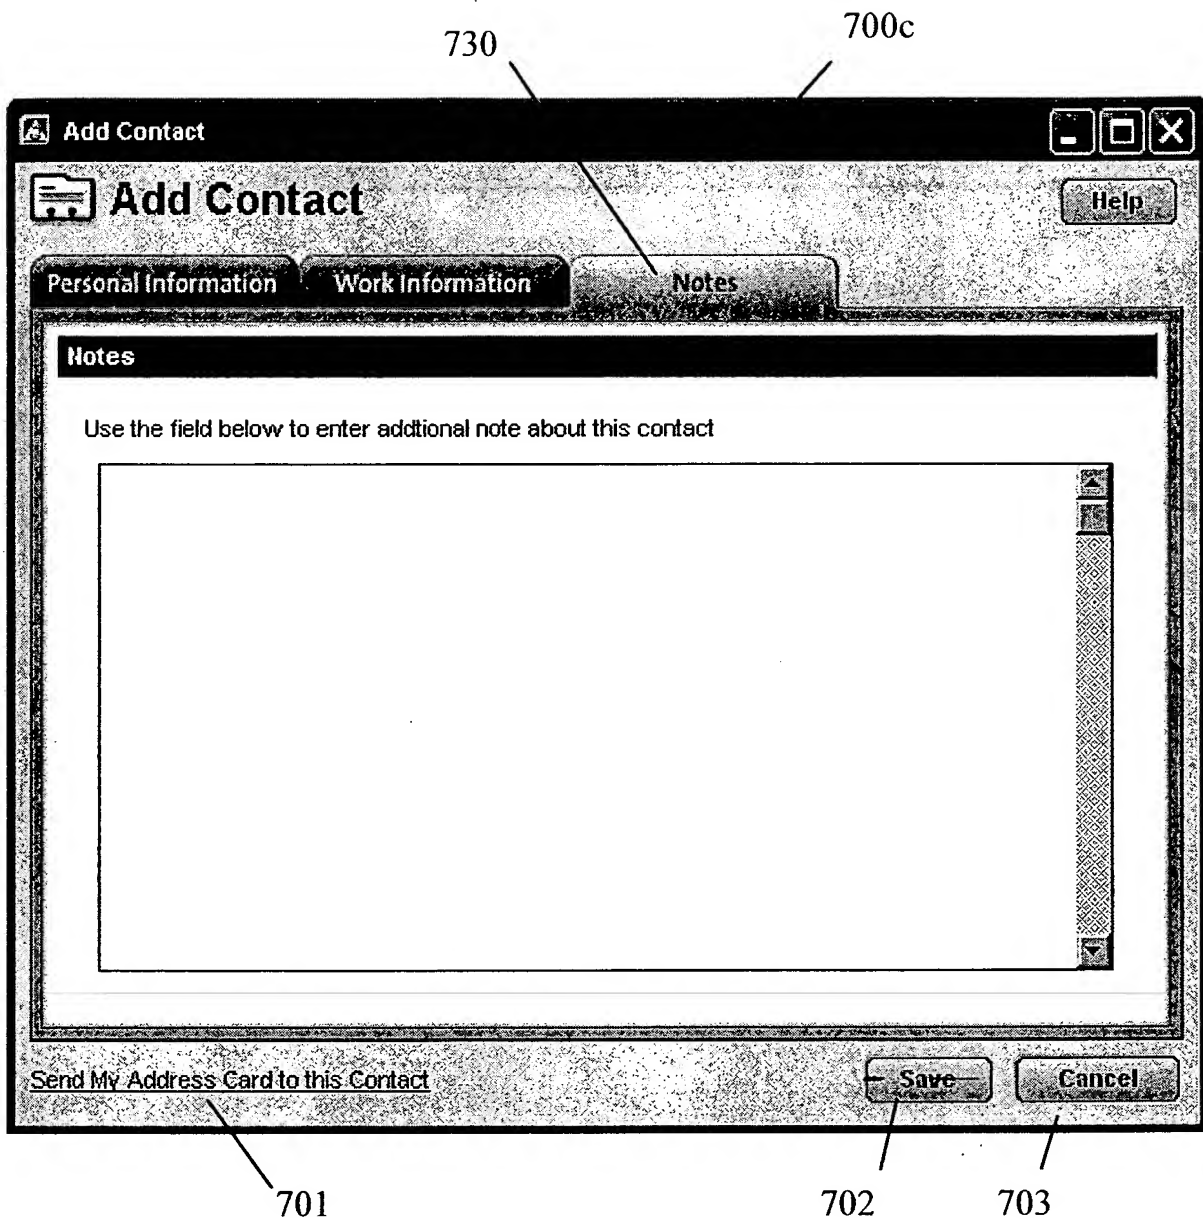 730 700c
Add Contact
Add Contact Help
Personal Information Work Information Notes
Notes
Use the field below to enter addtional note about this contact
Send My Address Card to this Contact Save Cancel
701 702 703